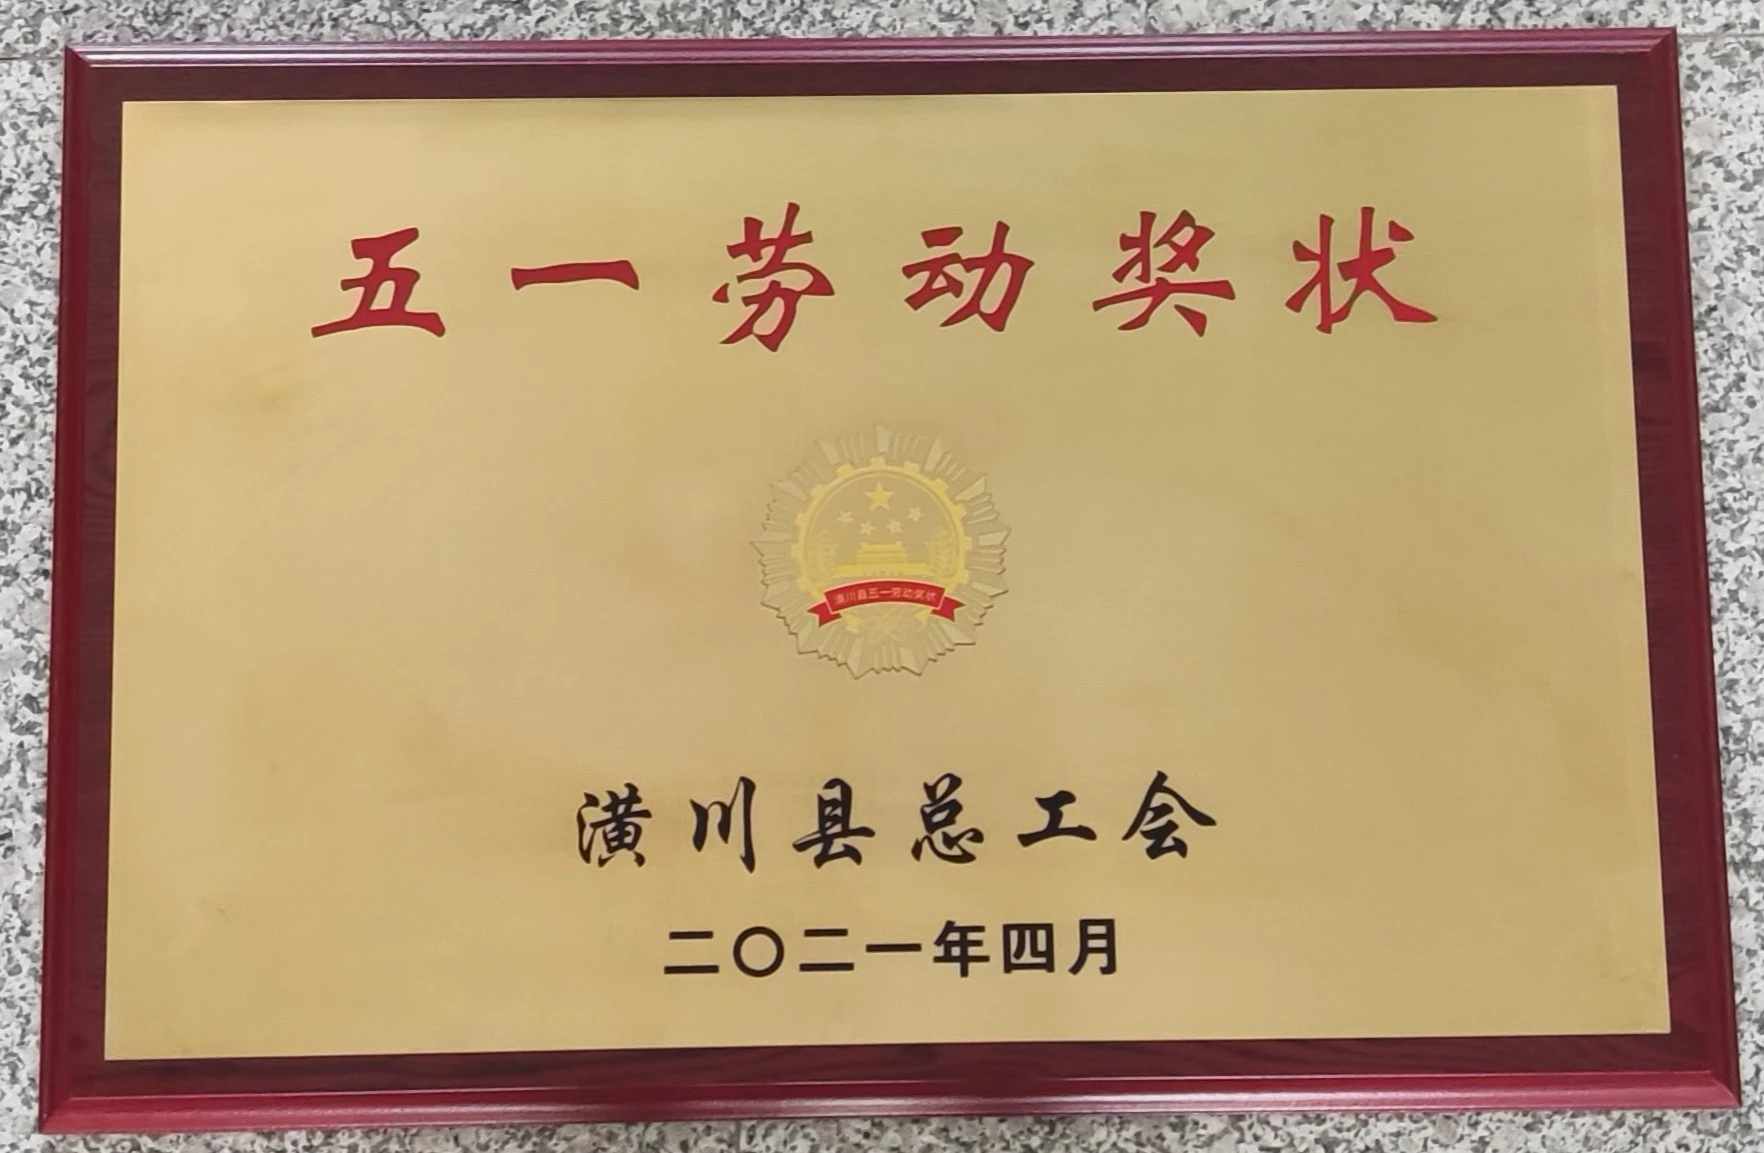 五一劳动奖状
潢川县五一劳动奖状
潢川县总工会
二〇二一年四月